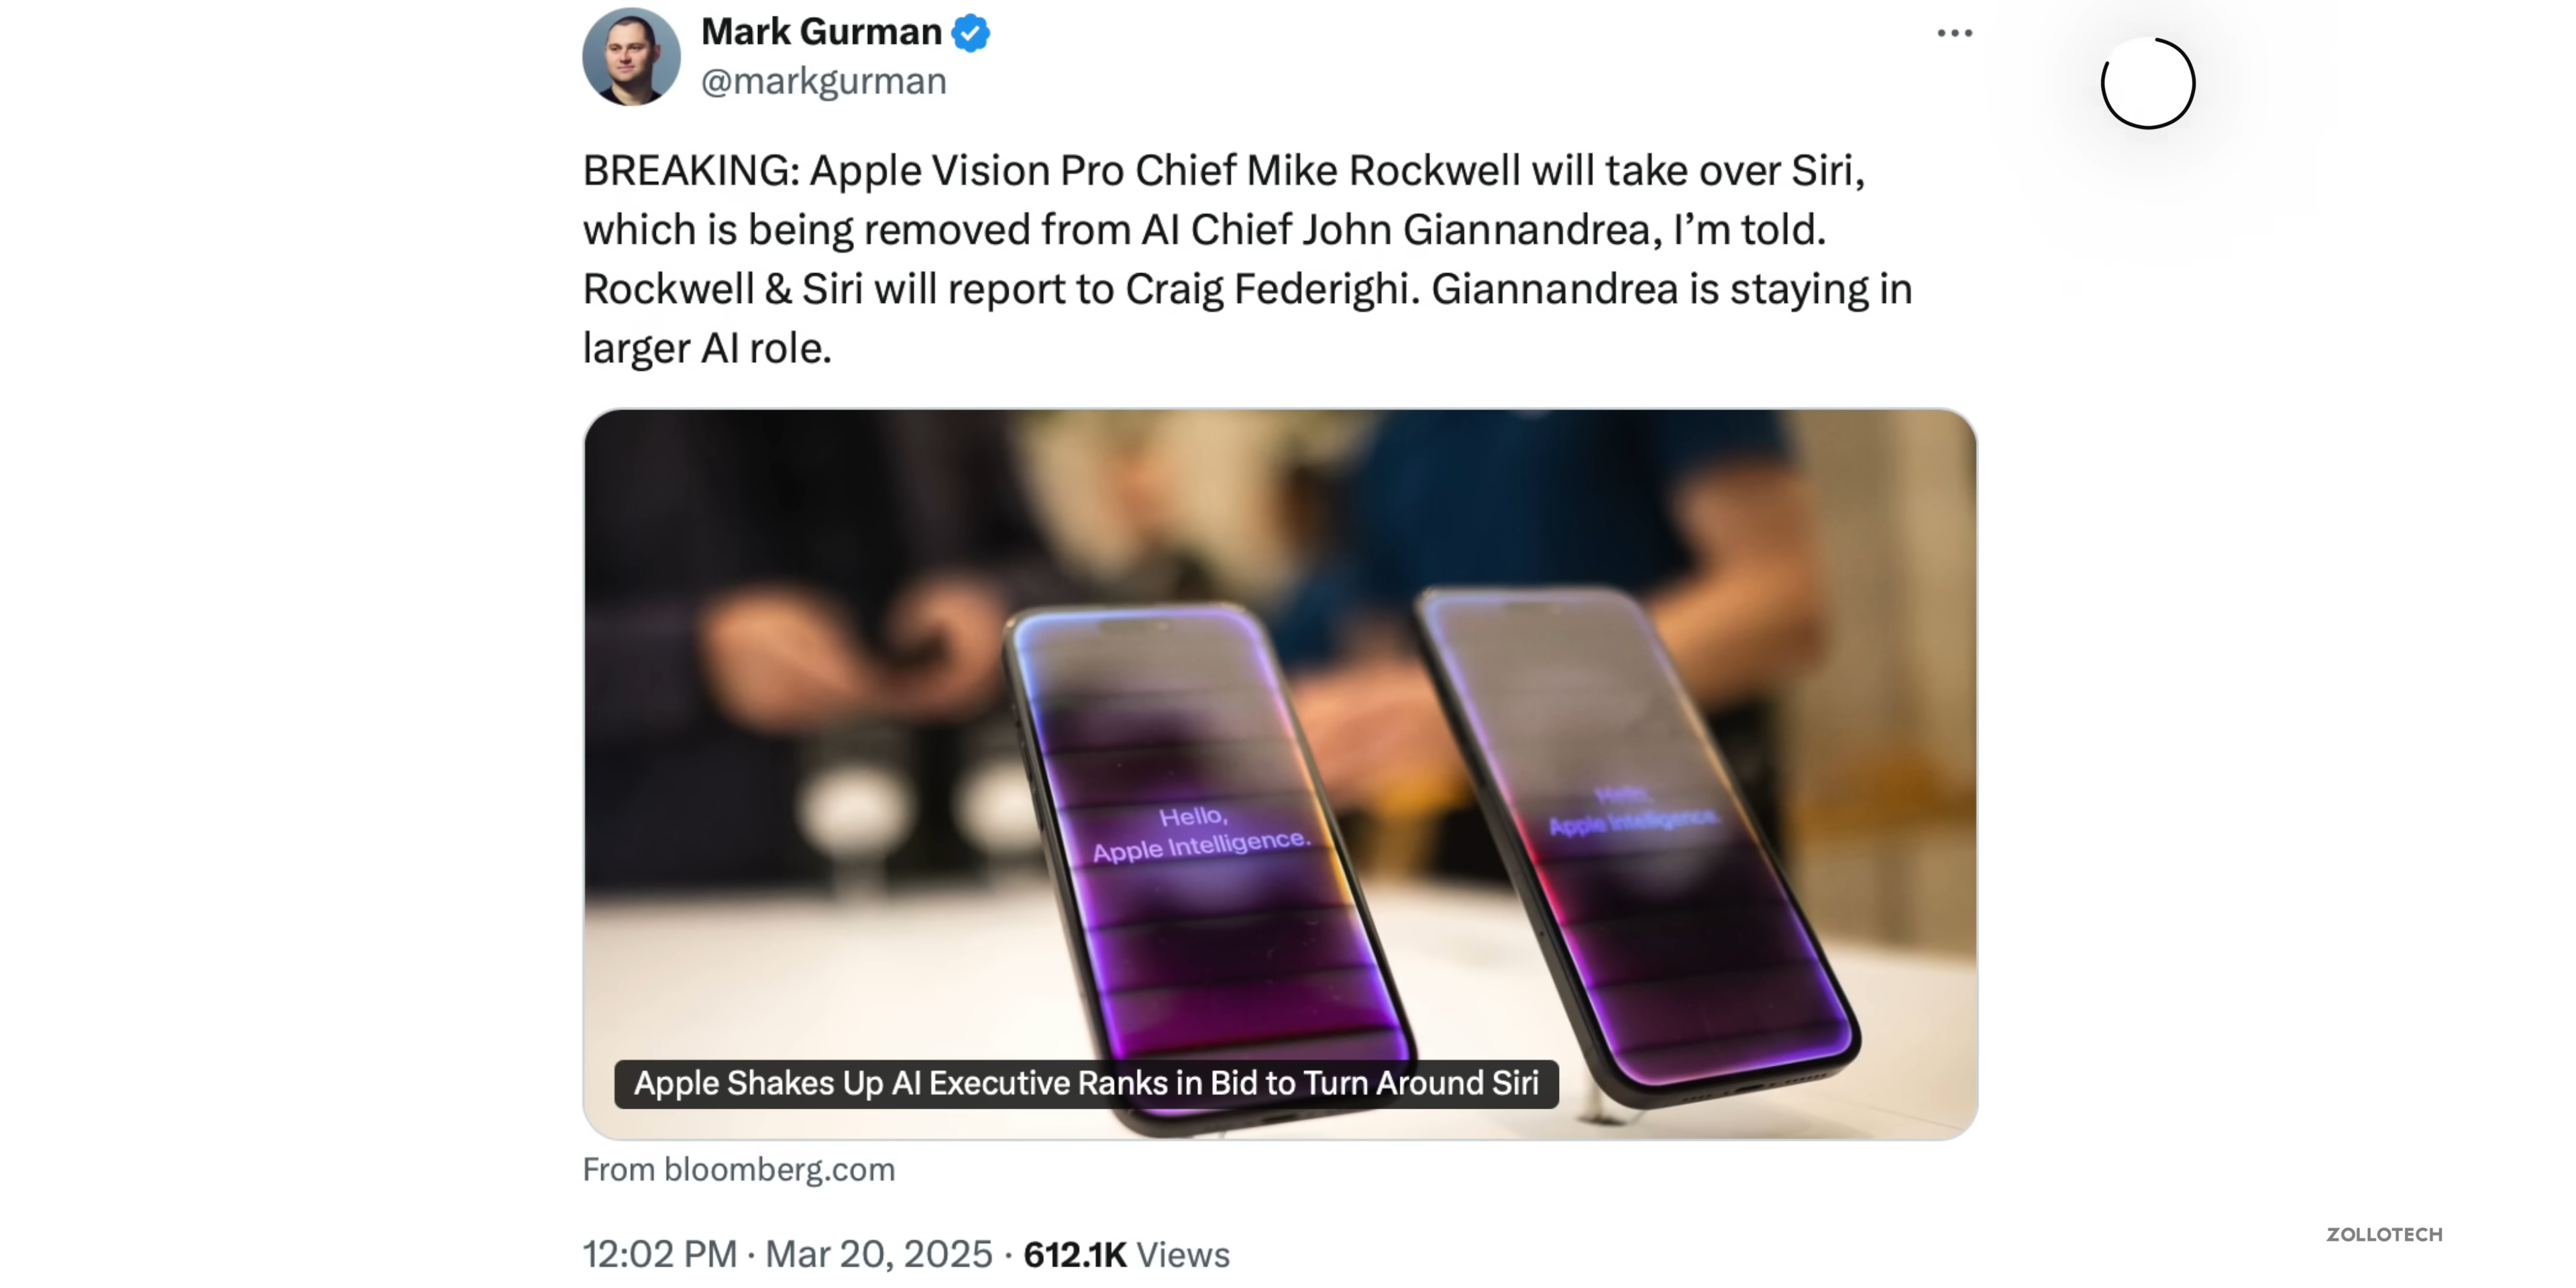 Mark Gurman
@markgurman
BREAKING: Apple Vision Pro Chief Mike Rockwell will take over Siri,
which is being removed from AI Chief John Giannandrea, I’m told.
Rockwell & Siri will report to Craig Federighi. Giannandrea is staying in
larger AI role.
Hello,
Apple Intelligence.
Hello,
Apple Intelligence.
Apple Shakes Up AI Executive Ranks in Bid to Turn Around Siri
From bloomberg.com
12:02 PM · Mar 20, 2025 · 612.1K Views
ZOLLOTECH